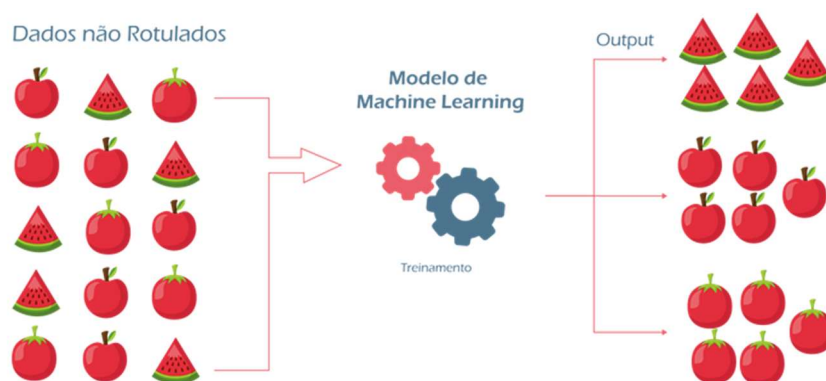 Dados não Rotulados
Output
Modelo de
Machine Learning
Treinamento